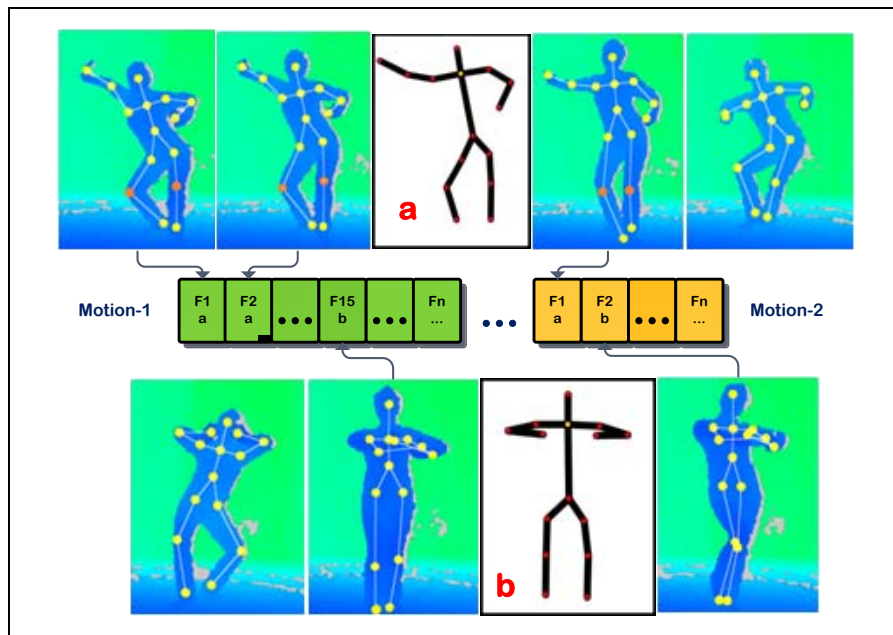 a
Motion-1
F1 F2 ••• F15 ••• Fn
a a b ...
•••
F1 F2 ••• Fn
a b ...
Motion-2
b